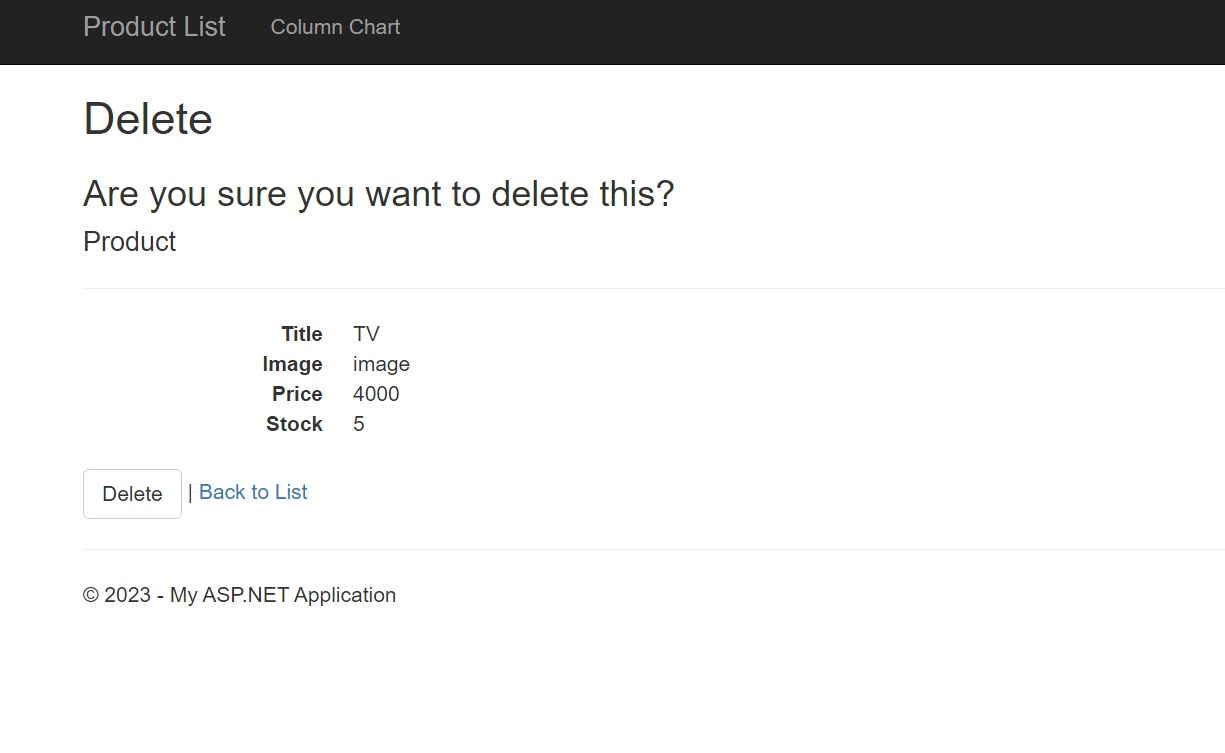 Product List Column Chart
Delete
Are you sure you want to delete this?
Product
Title TV
Image image
Price 4000
Stock 5
Delete | Back to List
© 2023 - My ASP.NET Application